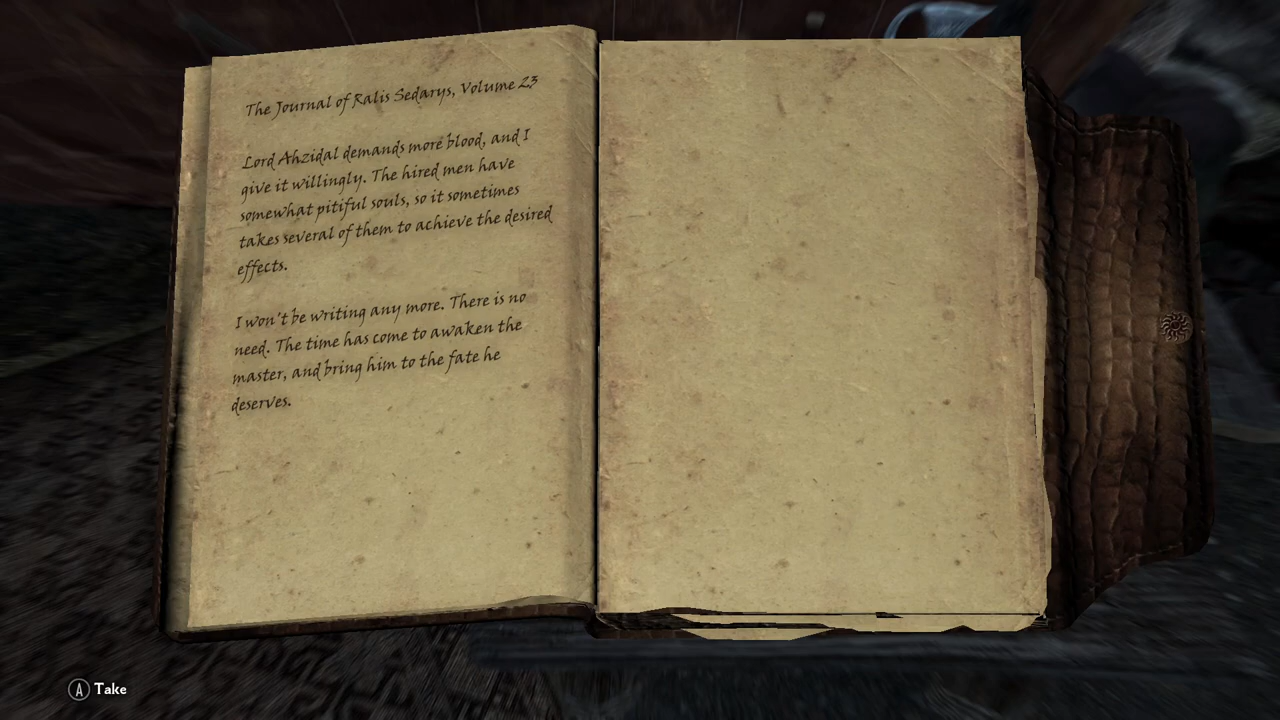 The Journal of Ralis Sedarys, Volume 23
Lord Ahzidal demands more blood, and I
give it willingly. The hired men have
somewhat pitiful souls, so it sometimes
takes several of them to achieve the desired
effects.
I won't be writing any more. There is no
need. The time has come to awaken the
master, and bring him to the fate he
deserves.
A Take